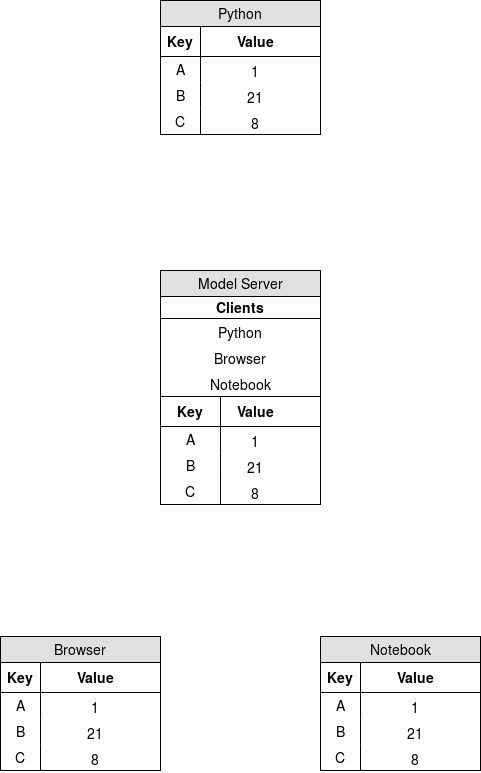 Python
Key Value
A 1
B 21
C 8
Model Server
Clients
Python
Browser
Notebook
Key Value
A 1
B 21
C 8
Browser
Key Value
A 1
B 21
C 8
Notebook
Key Value
A 1
B 21
C 8